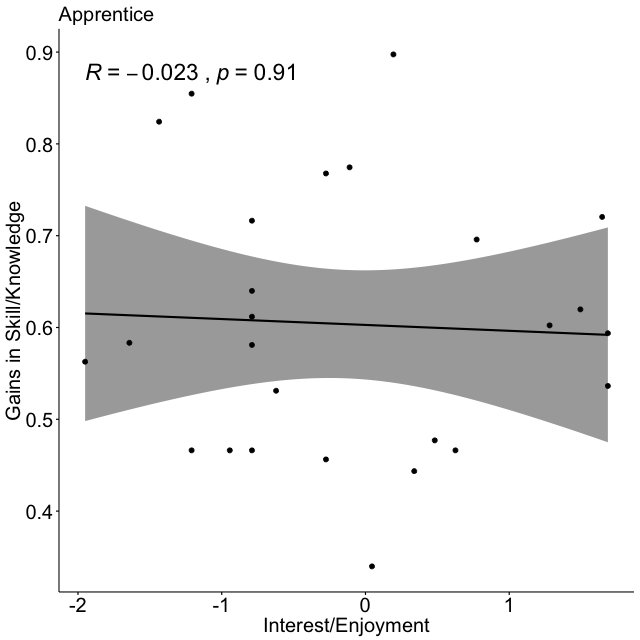 Apprentice
R = −0.023 , p = 0.91
0.9
0.8
0.7
0.6
0.5
0.4
Gains in Skill/Knowledge
-2 -1 0 1
Interest/Enjoyment